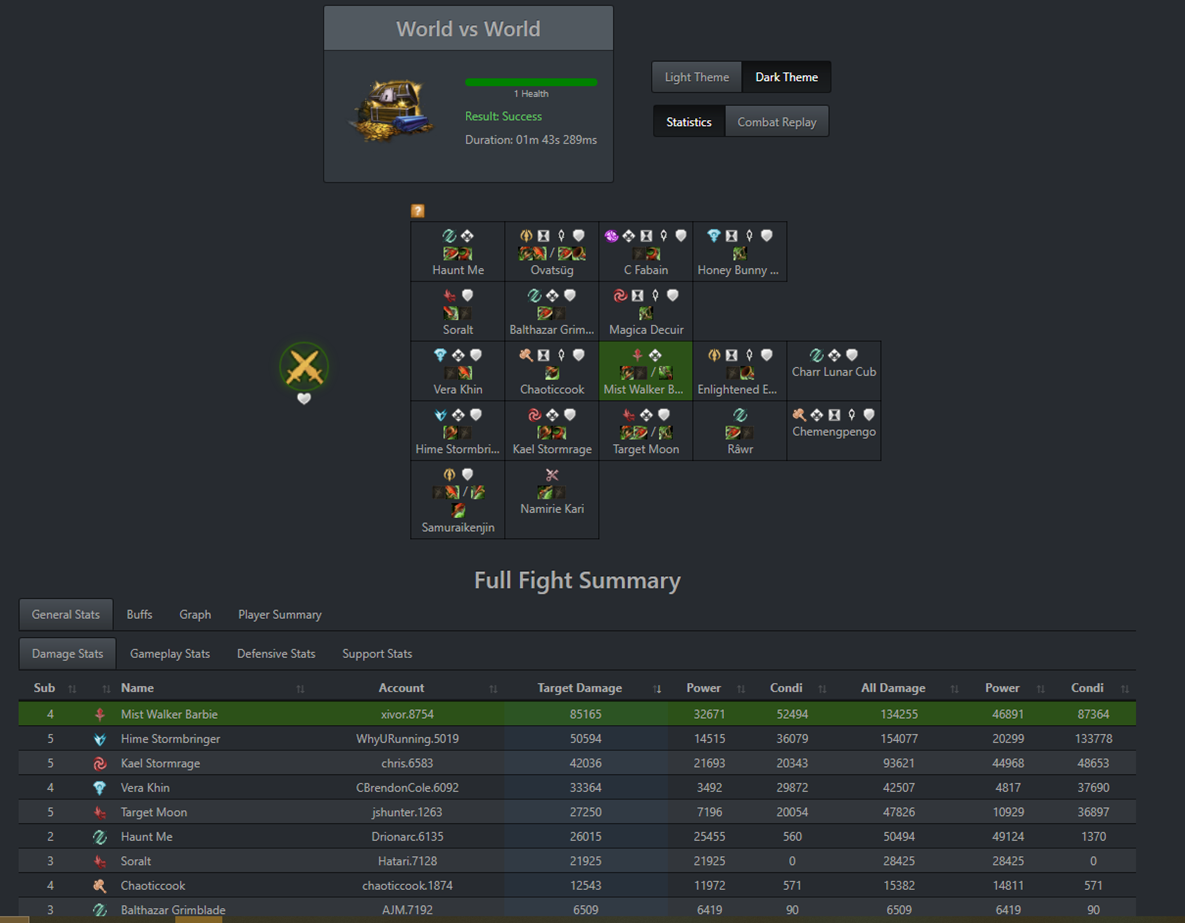 World vs World
1 Health
Result: Success
Duration: 01m 43s 289ms
Light Theme Dark Theme
Statistics Combat Replay
?
Haunt Me Ovatsüg C Fabain Honey Bunny ...
Soralt Balthazar Grim... Magica Decuir
Vera Khin Chaoticcook Mist Walker B... Enlightened E... Charr Lunar Cub
Hime Stormbri... Kael Stormrage Target Moon Râwr Chemengpengo
Samuraikenjin Namirie Kari
Full Fight Summary
General Stats Buffs Graph Player Summary
Damage Stats Gameplay Stats Defensive Stats Support Stats
Sub Name Account Target Damage Power Condi All Damage Power Condi
4 Mist Walker Barbie xivor.8754 85165 32671 52494 134255 46891 87364
5 Hime Stormbringer WhyURunning.5019 50594 14515 36079 154077 20299 133778
5 Kael Stormrage chris.6583 42036 21693 20343 93621 44968 48653
4 Vera Khin CBrendonCole.6092 33364 3492 29872 42507 4817 37690
5 Target Moon jshunter.1263 27250 7196 20054 47826 10929 36897
2 Haunt Me Drionarc.6135 26015 25455 560 50494 49124 1370
3 Soralt Hatari.7128 21925 21925 0 28425 28425 0
4 Chaoticcook chaoticcook.1874 12543 11972 571 15382 14811 571
3 Balthazar Grimblade AJM.7192 6509 6419 90 6509 6419 90